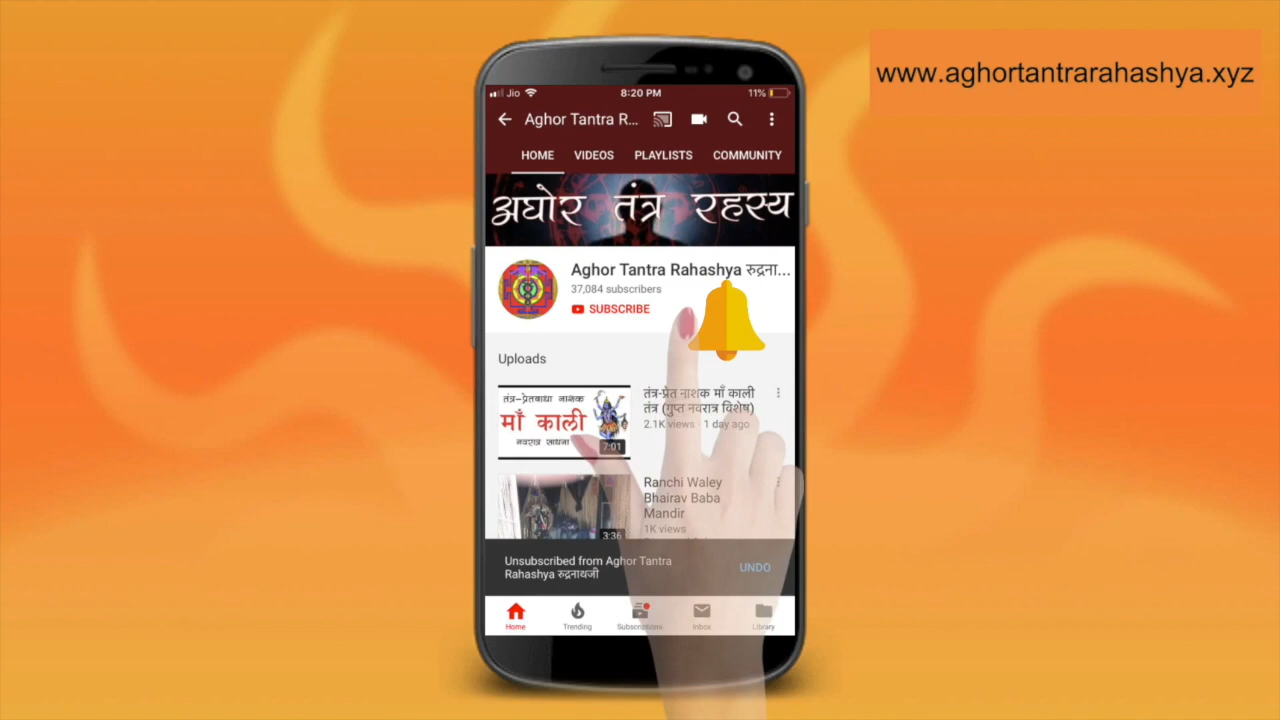 www.aghortantrarahashya.xyz
Jio
8:20 PM
11%
Aghor Tantra R...
HOME VIDEOS PLAYLISTS COMMUNITY
अघोर तंत्र रहस्य
Aghor Tantra Rahashya रुद्रना...
37,084 subscribers
SUBSCRIBE
Uploads
तंत्र-प्रेतबाधा नाशक
माँ काली
नवरात्र साधना
7:01
तंत्र-प्रेत नाशक माँ काली
तंत्र (गुप्त नवरात्र विशेष)
2.1K views · 1 day ago
3:36
Ranchi Waley
Bhairav Baba
Mandir
1K views
Unsubscribed from Aghor Tantra
Rahashya रुद्रनाथजी
UNDO
Home Trending Subscriptions Inbox Library